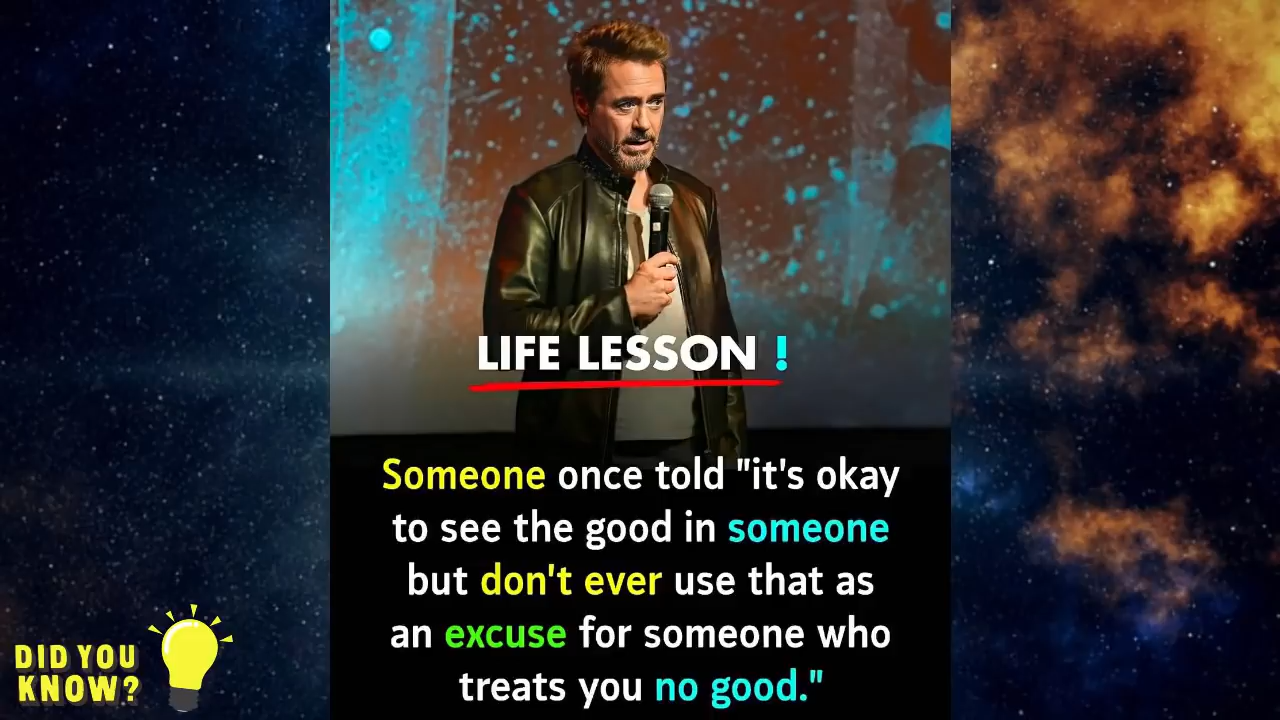 LIFE LESSON !
Someone once told "it's okay
to see the good in someone
but don't ever use that as
an excuse for someone who
treats you no good."
DID YOU
KNOW?